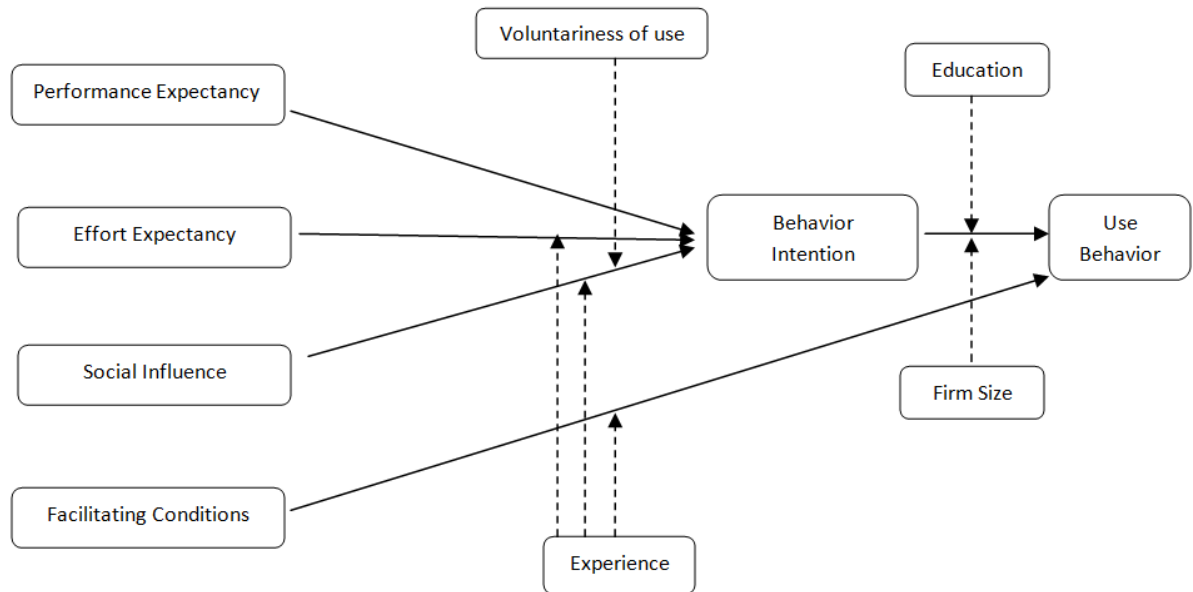 Voluntariness of use
Education
Performance Expectancy
Effort Expectancy
Behavior
Intention
Use
Behavior
Social Influence
Firm Size
Facilitating Conditions
Experience